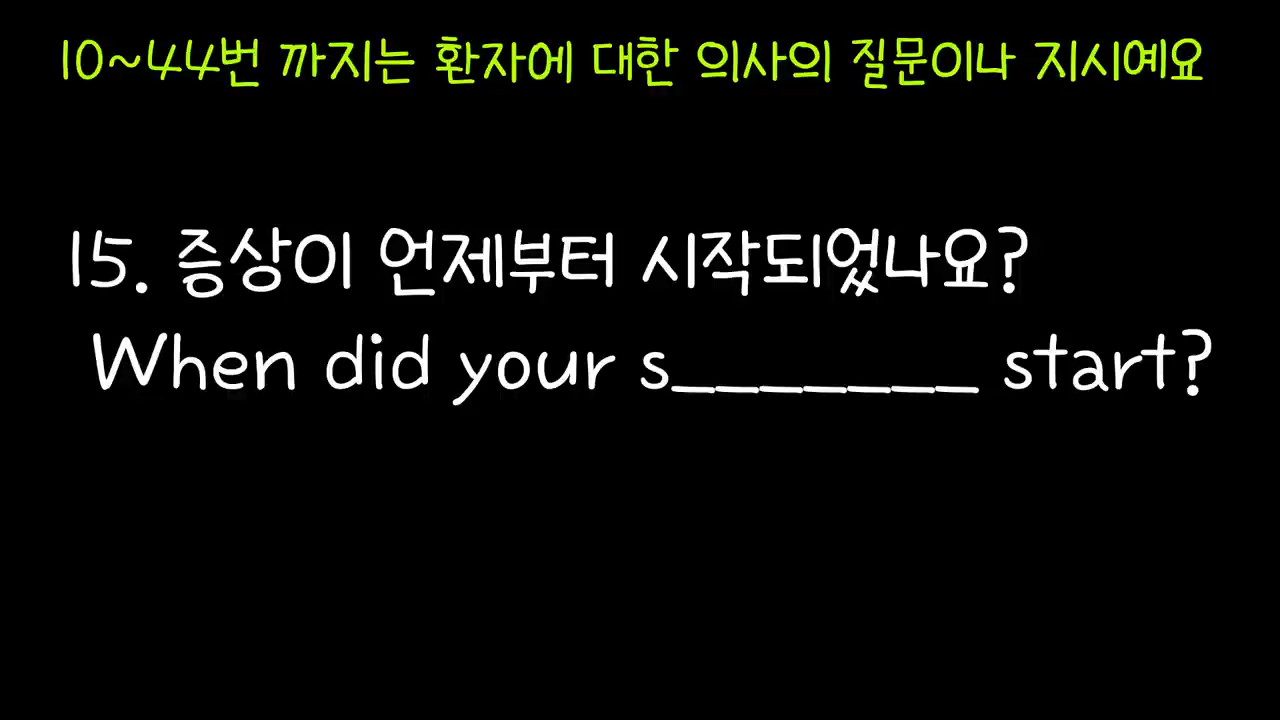 10~44번 까지는 환자에 대한 의사의 질문이나 지시예요
15. 증상이 언제부터 시작되었나요?
When did your s_______ start?